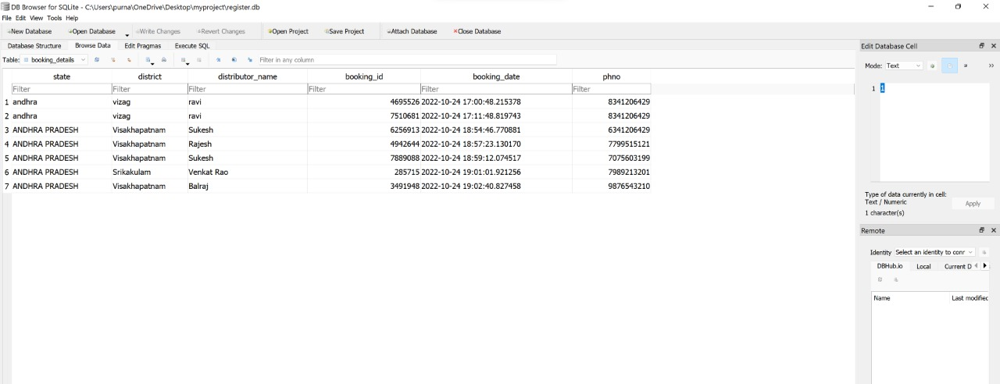 DB Browser for SQLite - C:\Users\purna\OneDrive\Desktop\myproject\register.db
File Edit View Tools Help
New Database Open Database Write Changes Revert Changes Open Project Save Project Attach Database Close Database
Database Structure Browse Data Edit Pragmas Execute SQL
Table: booking_details Filter in any column
state district distributor_name booking_id booking_date phno
Filter Filter Filter Filter Filter Filter
1 andhra vizag ravi 4695526 2022-10-24 17:00:48.215378 8341206429
2 andhra vizag ravi 7510681 2022-10-24 17:11:48.819743 8341206429
3 ANDHRA PRADESH Visakhapatnam Sukesh 6256913 2022-10-24 18:54:46.770881 6341206429
4 ANDHRA PRADESH Visakhapatnam Rajesh 4942644 2022-10-24 18:57:23.130170 7799515121
5 ANDHRA PRADESH Visakhapatnam Sukesh 7889088 2022-10-24 18:59:12.074517 7075603199
6 ANDHRA PRADESH Srikakulam Venkat Rao 285715 2022-10-24 19:01:01.921256 7989213201
7 ANDHRA PRADESH Visakhapatnam Balraj 3491948 2022-10-24 19:02:40.827458 9876543210
Edit Database Cell
Mode: Text
1 1
Type of data currently in cell:
Text / Numeric
1 character(s)
Apply
Remote
Identity Select an identity to conr
DBHub.io Local Current D
Name Last modified